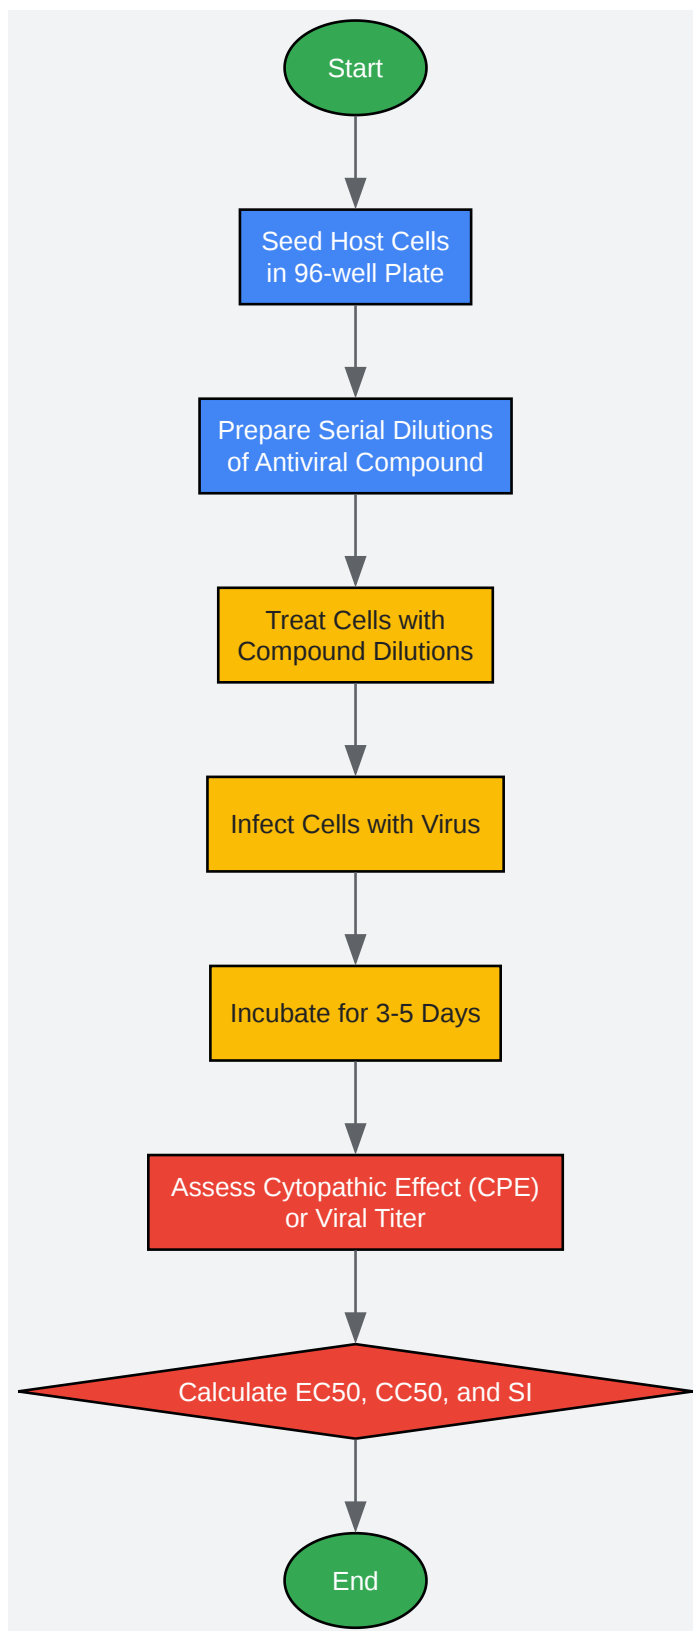 Start
Seed Host Cells
in 96-well Plate
Prepare Serial Dilutions
of Antiviral Compound
Treat Cells with
Compound Dilutions
Infect Cells with Virus
Incubate for 3-5 Days
Assess Cytopathic Effect (CPE)
or Viral Titer
Calculate EC50, CC50, and SI
End